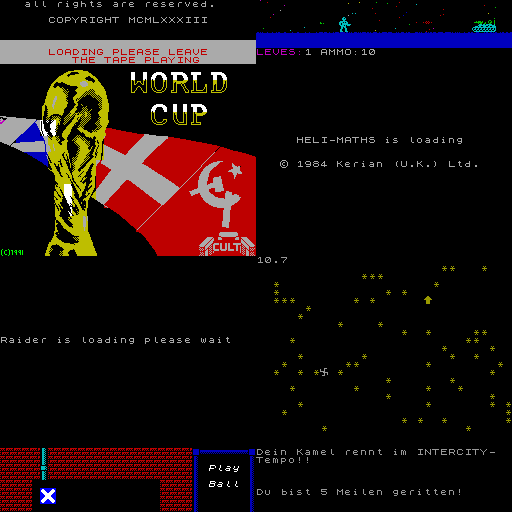 all rights are reserved.
COPYRIGHT MCMLXXXIII
LOADING PLEASE LEAVE
THE TAPE PLAYING
WORLD
CUP
CULT
(C)1991
LEVES:1 AMMO:10
HELI-MATHS is loading
© 1984 Kerian (U.K.) Ltd.
10.7
Raider is loading please wait
Play
Ball
Dein Kamel rennt im INTERCITY-
Tempo!!
Du bist 5 Meilen geritten!